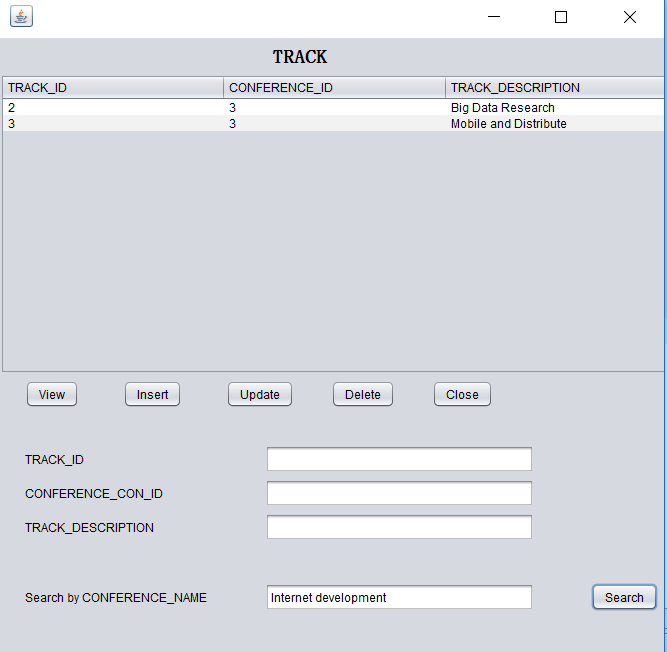 TRACK
TRACK_ID CONFERENCE_ID TRACK_DESCRIPTION
2 3 Big Data Research
3 3 Mobile and Distribute
View Insert Update Delete Close
TRACK_ID
CONFERENCE_CON_ID
TRACK_DESCRIPTION
Search by CONFERENCE_NAME Internet development Search